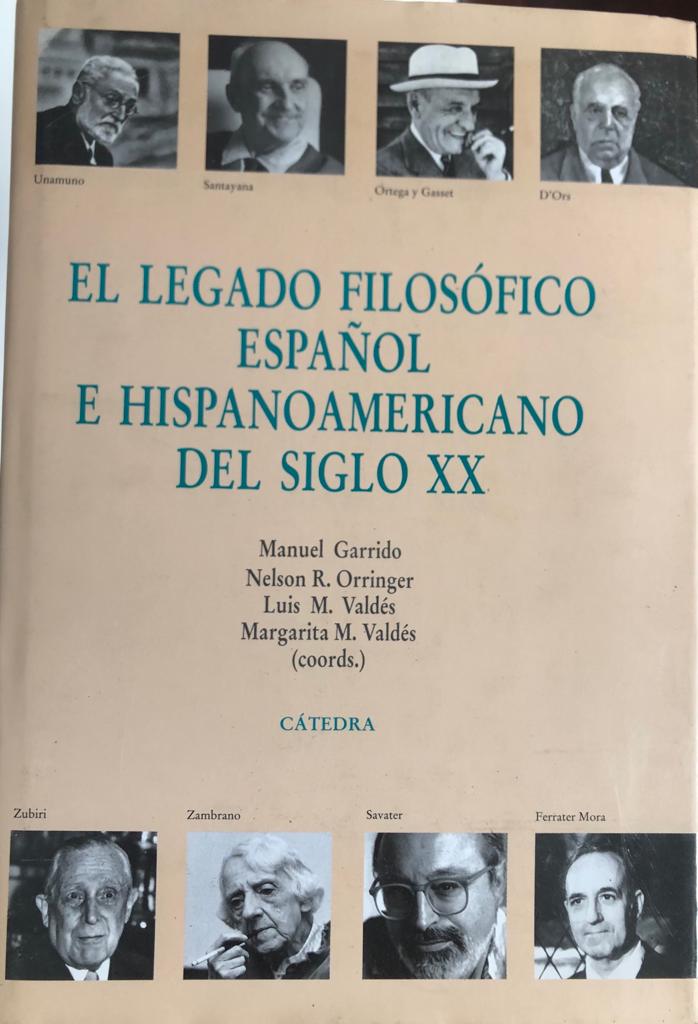 Unamuno
Santayana
Ortega y Gasset
D'Ors
EL LEGADO FILOSÓFICO
ESPAÑOL
E HISPANOAMERICANO
DEL SIGLO XX
Manuel Garrido
Nelson R. Orringer
Luis M. Valdés
Margarita M. Valdés
(coords.)
CÁTEDRA
Zubiri
Zambrano
Savater
Ferrater Mora